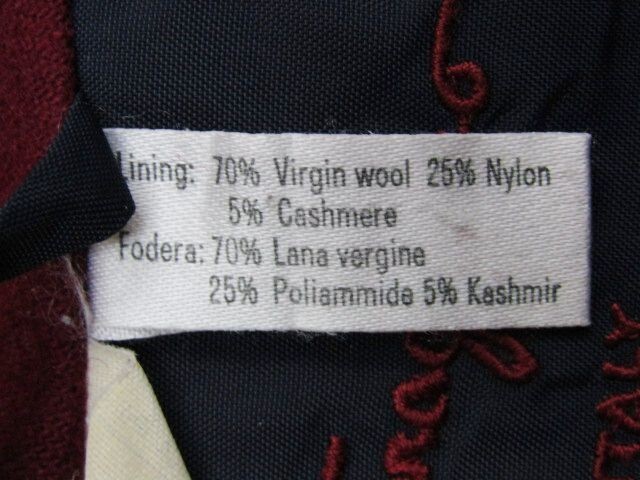 Lining: 70% Virgin wool 25% Nylon
5% Cashmere
Fodera: 70% Lana vergine
25% Poliammide 5% Kashmir